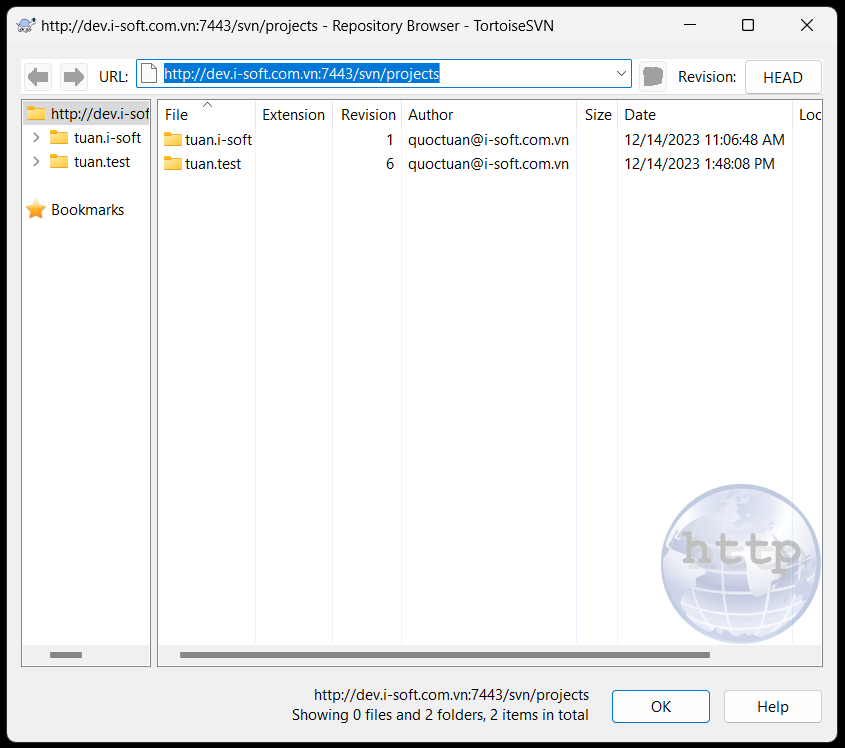 http://dev.i-soft.com.vn:7443/svn/projects - Repository Browser - TortoiseSVN
URL: http://dev.i-soft.com.vn:7443/svn/projects Revision: HEAD
http://dev.i-sof
tuan.i-soft
tuan.test
Bookmarks
File Extension Revision Author Size Date Loc
tuan.i-soft 1 quoctuan@i-soft.com.vn 12/14/2023 11:06:48 AM
tuan.test 6 quoctuan@i-soft.com.vn 12/14/2023 1:48:08 PM
http
http://dev.i-soft.com.vn:7443/svn/projects
Showing 0 files and 2 folders, 2 items in total
OK Help